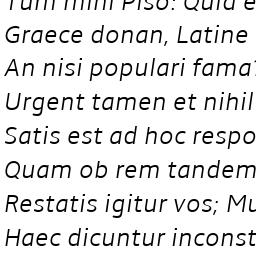 Tum mihi Piso: Quid
Graece donan, Latine
An nisi populari fama?
Urgent tamen et nihil
Satis est ad hoc respo
Quam ob rem tandem
Restatis igitur vos; Mu
Haec dicuntur inconst